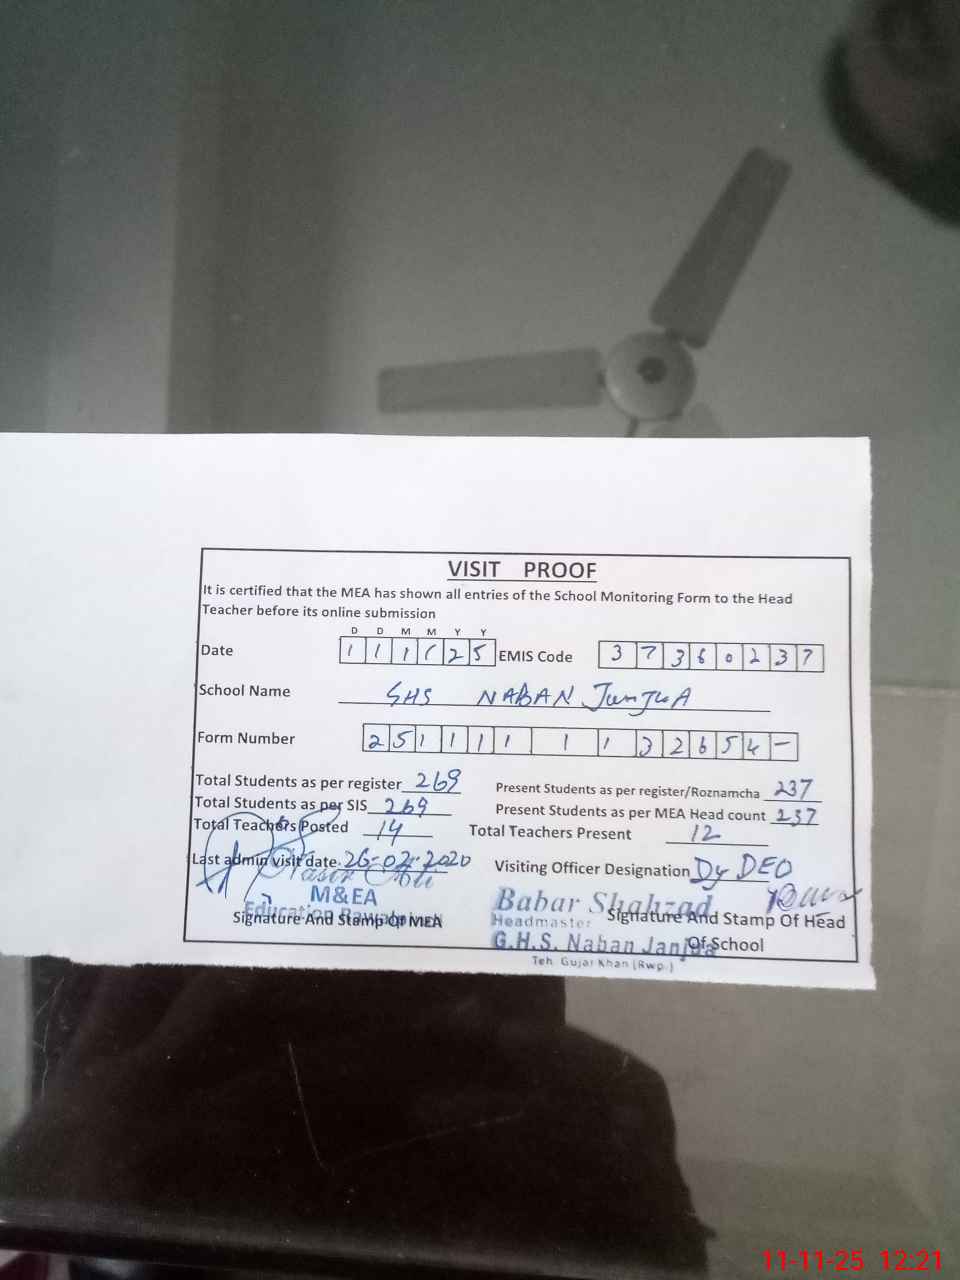 VISIT PROOF
It is certified that the MEA has shown all entries of the School Monitoring Form to the Head
Teacher before its online submission
D D M M Y Y
Date 1 1 1 1 2 5 EMIS Code 3 7 3 6 0 2 3 7
School Name GHS NABAN JunJuA
Form Number 2 5 1 1 1 1 1 1 3 2 6 5 4 -
Total Students as per register 269 Present Students as per register/Roznamcha 237
Total Students as per SIS 269 Present Students as per MEA Head count 237
Total Teachers Posted 14 Total Teachers Present 12
Last admin visit date 26-02-2020 Visiting Officer Designation Dy DEO
Nasir Ali
M&EA
Education Rawalpindi
Signature And Stamp Of MEA
Babar Shahzad
Headmaster
G.H.S. Naban Janjua
Teh. Gujar Khan (Rwp.)
Signature And Stamp Of Head
Of School
11-11-25 12:21